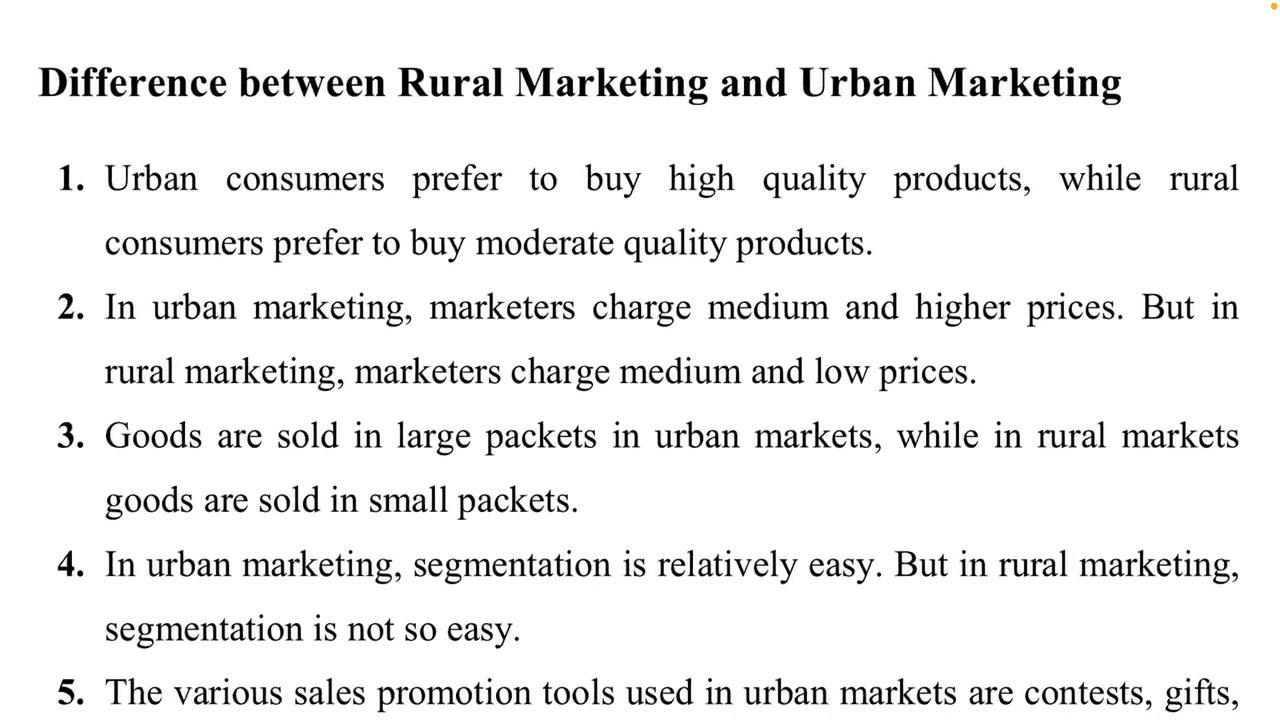 Difference between Rural Marketing and Urban Marketing
1. Urban consumers prefer to buy high quality products, while rural
consumers prefer to buy moderate quality products.
2. In urban marketing, marketers charge medium and higher prices. But in
rural marketing, marketers charge medium and low prices.
3. Goods are sold in large packets in urban markets, while in rural markets
goods are sold in small packets.
4. In urban marketing, segmentation is relatively easy. But in rural marketing,
segmentation is not so easy.
5. The various sales promotion tools used in urban markets are contests, gifts,